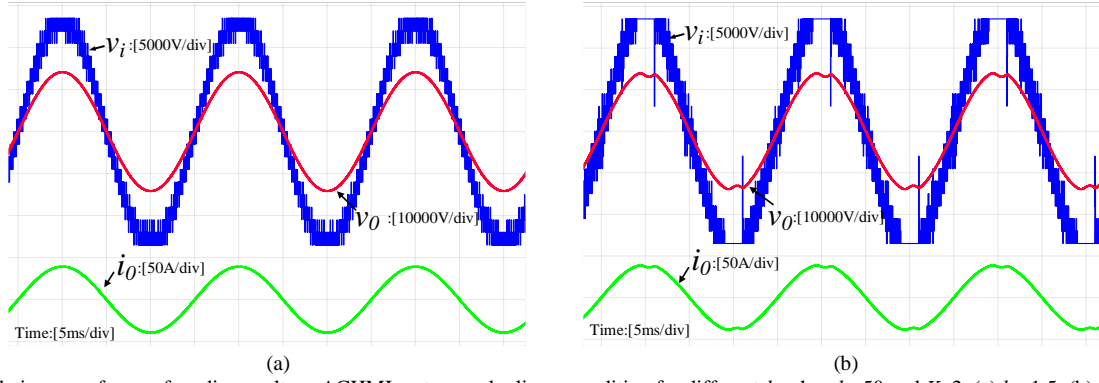 v_i :[5000V/div]
v_0 :[10000V/div]
i_0 :[50A/div]
Time:[5ms/div]
(a)
v_i :[5000V/div]
v_0 :[10000V/div]
i_0 :[50A/div]
Time:[5ms/div]
(b)